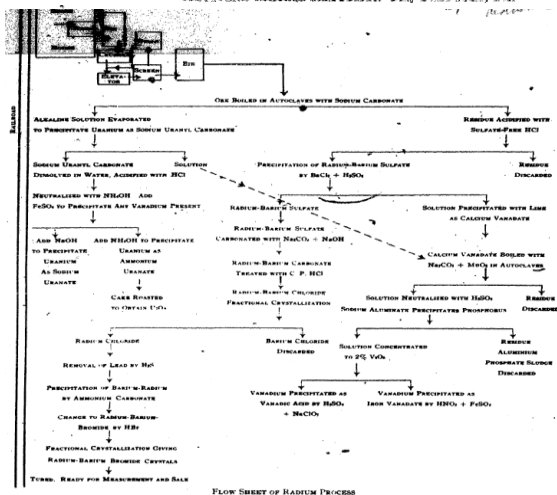 RAILROAD
SCREEN
ELEVA-
TOR
BIN
ORE BOILED IN AUTOCLAVES WITH SODIUM CARBONATE
ALKALINE SOLUTION EVAPORATED
TO PRECIPITATE URANIUM AS SODIUM URANYL CARBONATE
RESIDUE ACIDIFIED WITH
SULFATE-FREE HCl
SODIUM URANYL CARBONATE
DISSOLVED IN WATER, ACIDIFIED WITH HCl
SOLUTION
PRECIPITATION OF RADIUM-BARIUM SULFATE
BY BaCl₂ + H₂SO₄
RESIDUE
DISCARDED
NEUTRALIZED WITH NH₄OH ADD
FeSO₄ TO PRECIPITATE ANY VANADIUM PRESENT
RADIUM-BARIUM SULFATE
SOLUTION PRECIPITATED WITH LIME
AS CALCIUM VANADATE
ADD NaOH
TO PRECIPITATE
URANIUM
AS SODIUM
URANATE
ADD NH₄OH TO PRECIPITATE
URANIUM AS
AMMONIUM
URANATE
RADIUM-BARIUM SULFATE
CARBONATED WITH Na₂CO₃ + NaOH
CALCIUM VANADATE BOILED WITH
Na₂CO₃ + MnO₂ IN AUTOCLAVES
RADIUM-BARIUM CARBONATE
TREATED WITH C P. HCl
CAKE ROASTED
TO OBTAIN U₃O₈
RADIUM-BARIUM CHLORIDE
FRACTIONAL CRYSTALLIZATION
SOLUTION NEUTRALIZED WITH H₂SO₄
SODIUM ALUMINATE PRECIPITATES PHOSPHORUS
RESIDUE
DISCARDED
RADIUM CHLORIDE
BARIUM CHLORIDE
DISCARDED
SOLUTION CONCENTRATED
TO 2% V₂O₅
RESIDUE
ALUMINIUM
PHOSPHATE SLUDGE
DISCARDED
REMOVAL OF LEAD BY H₂S
PRECIPITATION OF BARIUM-RADIUM
BY AMMONIUM CARBONATE
VANADIUM PRECIPITATED AS
VANADIC ACID BY H₂SO₄
+ NaClO₃
VANADIUM PRECIPITATED AS
IRON VANADATE BY HNO₃ + FeSO₄
CHANGE TO RADIUM-BARIUM-
BROMIDE BY HBr
FRACTIONAL CRYSTALLIZATION GIVING
RADIUM-BARIUM BROMIDE CRYSTALS
TUBED, READY FOR MEASUREMENT AND SALE
FLOW SHEET OF RADIUM PROCESS